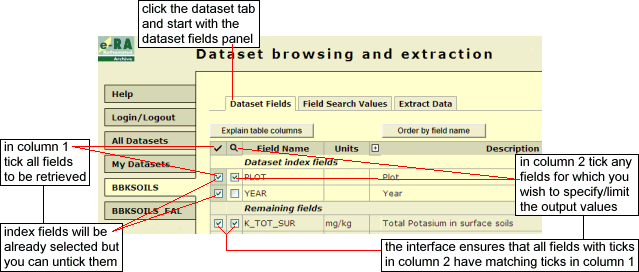 click the dataset tab
and start with the
dataset fields panel
e-RA
Archive
Dataset browsing and extraction
Help
Login/Logout
All Datasets
My Datasets
BBKSOILS
BBKSOILS_FAL
Dataset Fields
Field Search Values
Extract Data
Explain table columns
Order by field name
Field Name
Units
Description
Dataset index fields
PLOT
Plot
YEAR
Year
Remaining fields
K_TOT_SUR
mg/kg
Total Potasium in surface soils
in column 1
tick all fields
to be retrieved
index fields will be
already selected but
you can untick them
in column 2 tick any
fields for which you
wish to specify/limit
the output values
the interface ensures that all fields with ticks
in column 2 have matching ticks in column 1